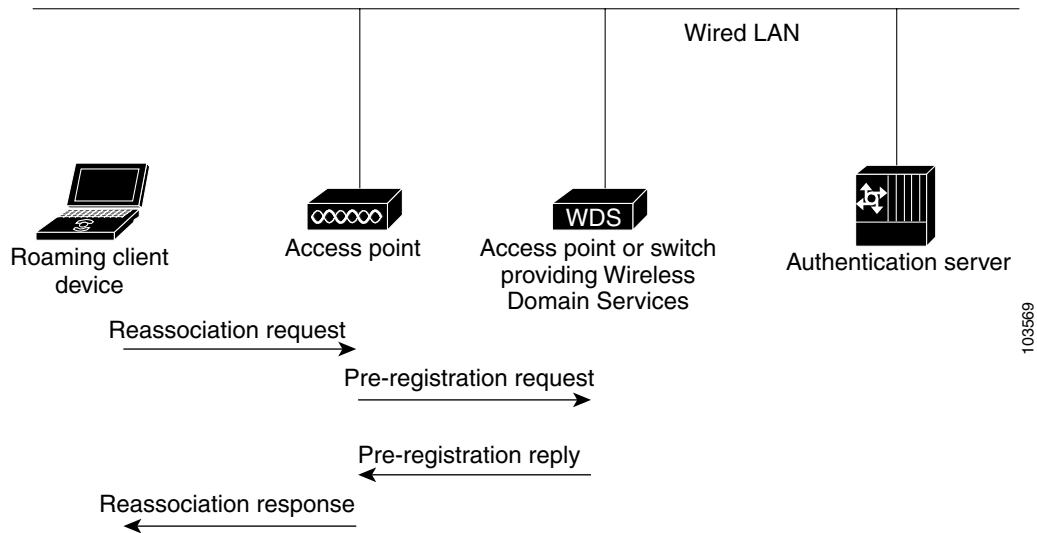 Wired LAN
WDS
Roaming client
device
Access point
Access point or switch
providing Wireless
Domain Services
Authentication server
103569
Reassociation request
Pre-registration request
Pre-registration reply
Reassociation response